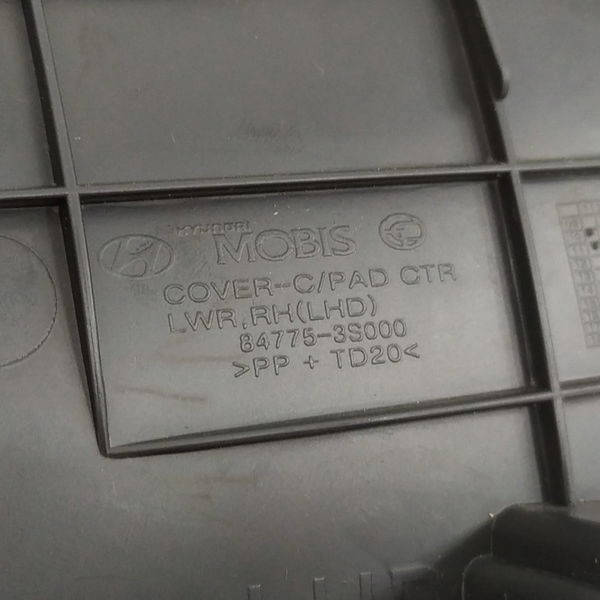 HYUNDAI
MOBIS
COVER--C/PAD CTR
LWR,RH(LHD)
84775-3S000
>PP + TD20<